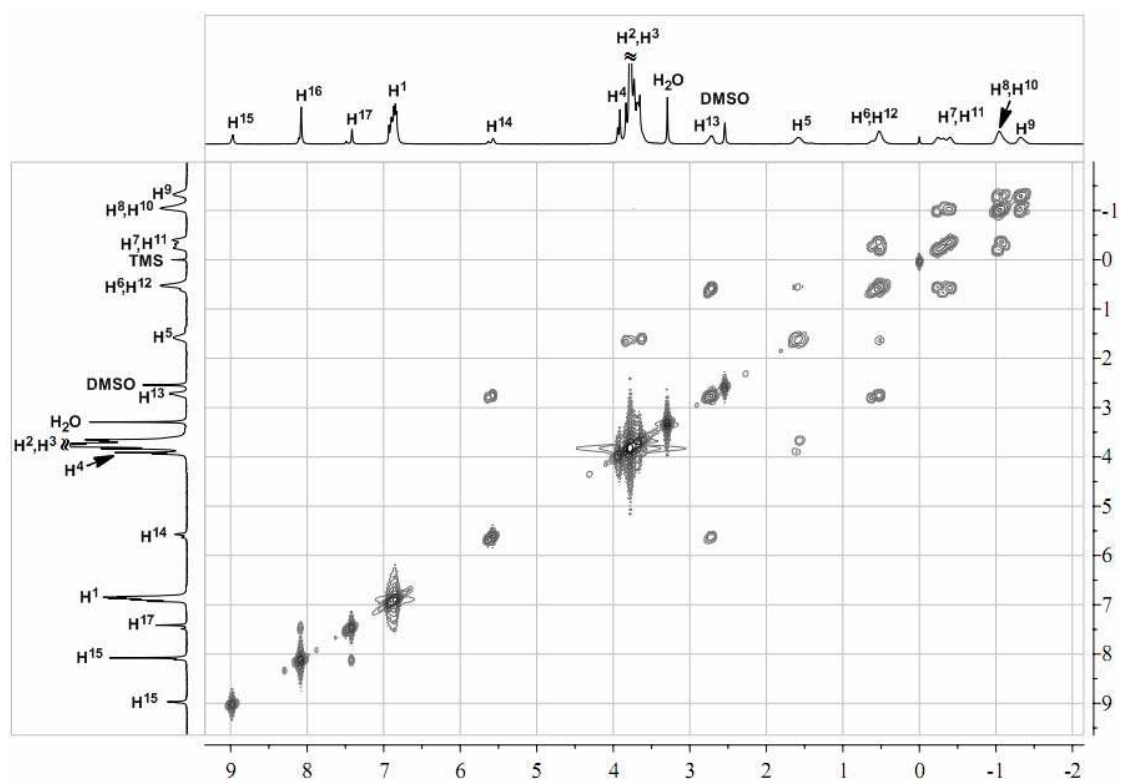 H², H³
≈
H¹⁵
H¹⁶
H¹⁷
H¹
H¹⁴
H⁴
H₂O
DMSO
H¹³
H⁵
H⁶,H¹²
H⁷, H¹¹
H⁸, H¹⁰
H⁹
H⁹
H⁸,H¹⁰
H⁷,H¹¹
TMS
H⁶,H¹²
H⁵
DMSO
H¹³
H₂O
H², H³ ≈
H⁴
H¹⁴
H¹
H¹⁷
H¹⁵
H¹⁵
-1
0
1
2
3
4
5
6
7
8
9
9 8 7 6 5 4 3 2 1 0 -1 -2